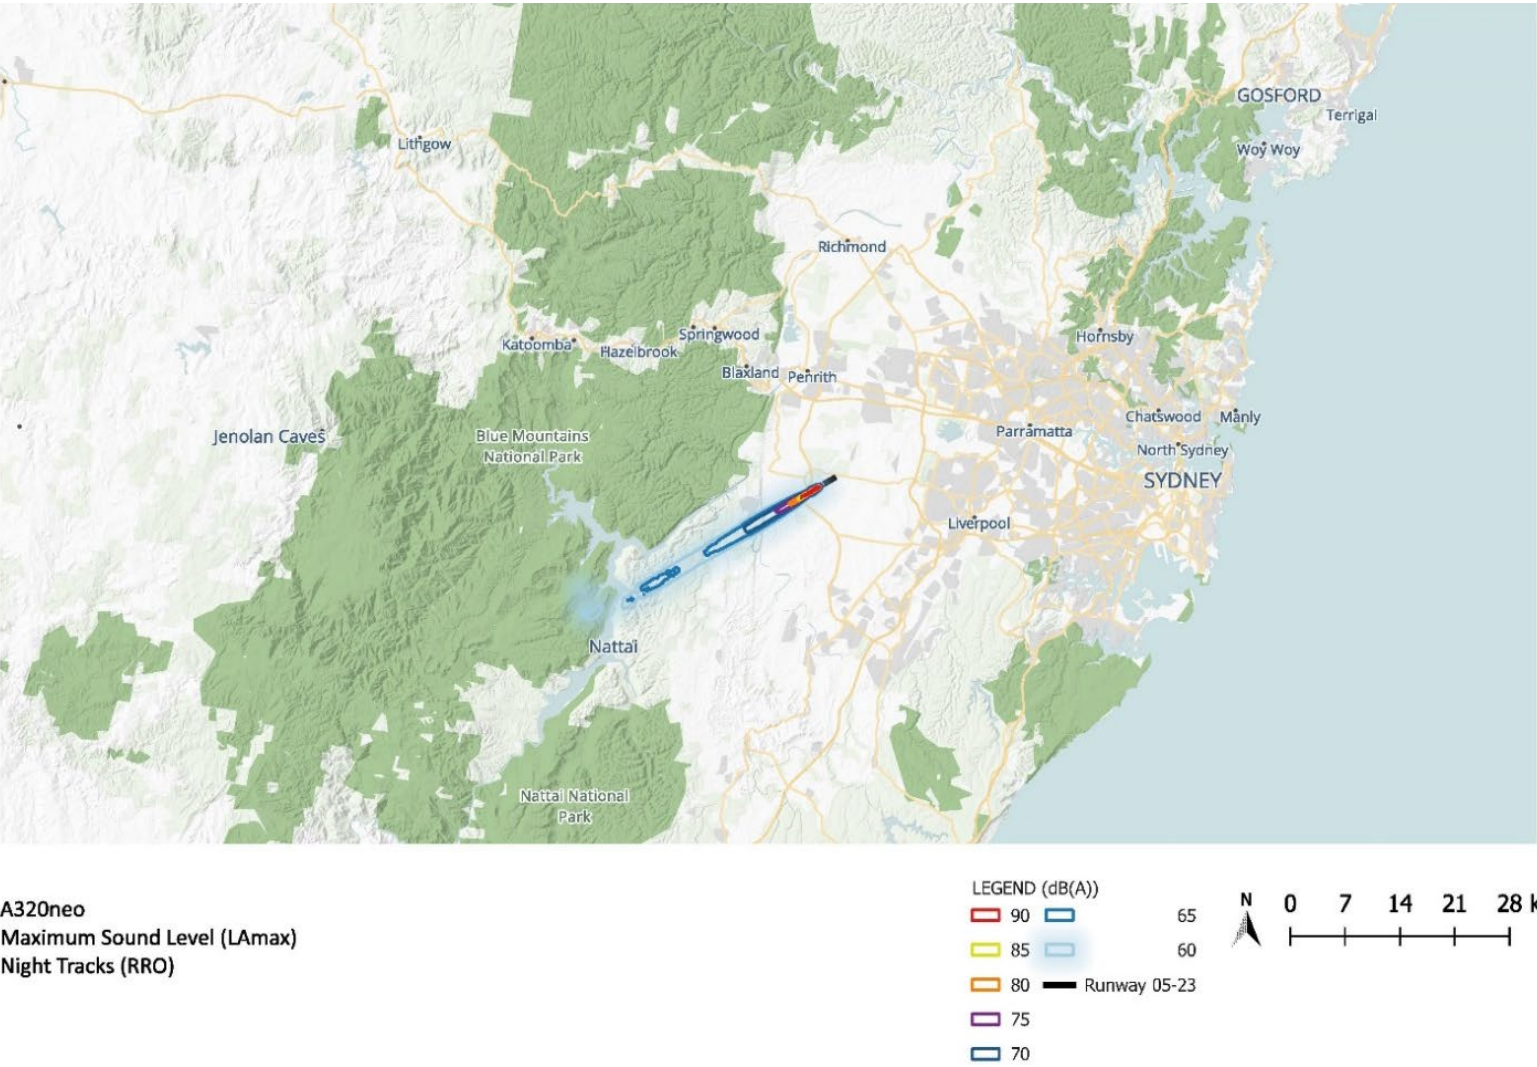 GOSFORD
Terrigal
Lithgow
Woy Woy
Richmond
Springwood
Hornsby
Katoomba
Hazelbrook
Blaxland
Penrith
Chatswood
Manly
Jenolan Caves
Blue Mountains
National Park
Parramatta
North Sydney
SYDNEY
Liverpool
Nattai
Nattai National
Park
A320neo
Maximum Sound Level (LAmax)
Night Tracks (RRO)
LEGEND (dB(A))
90
65
85
60
80
Runway 05-23
75
70
N
0 7 14 21 28 k